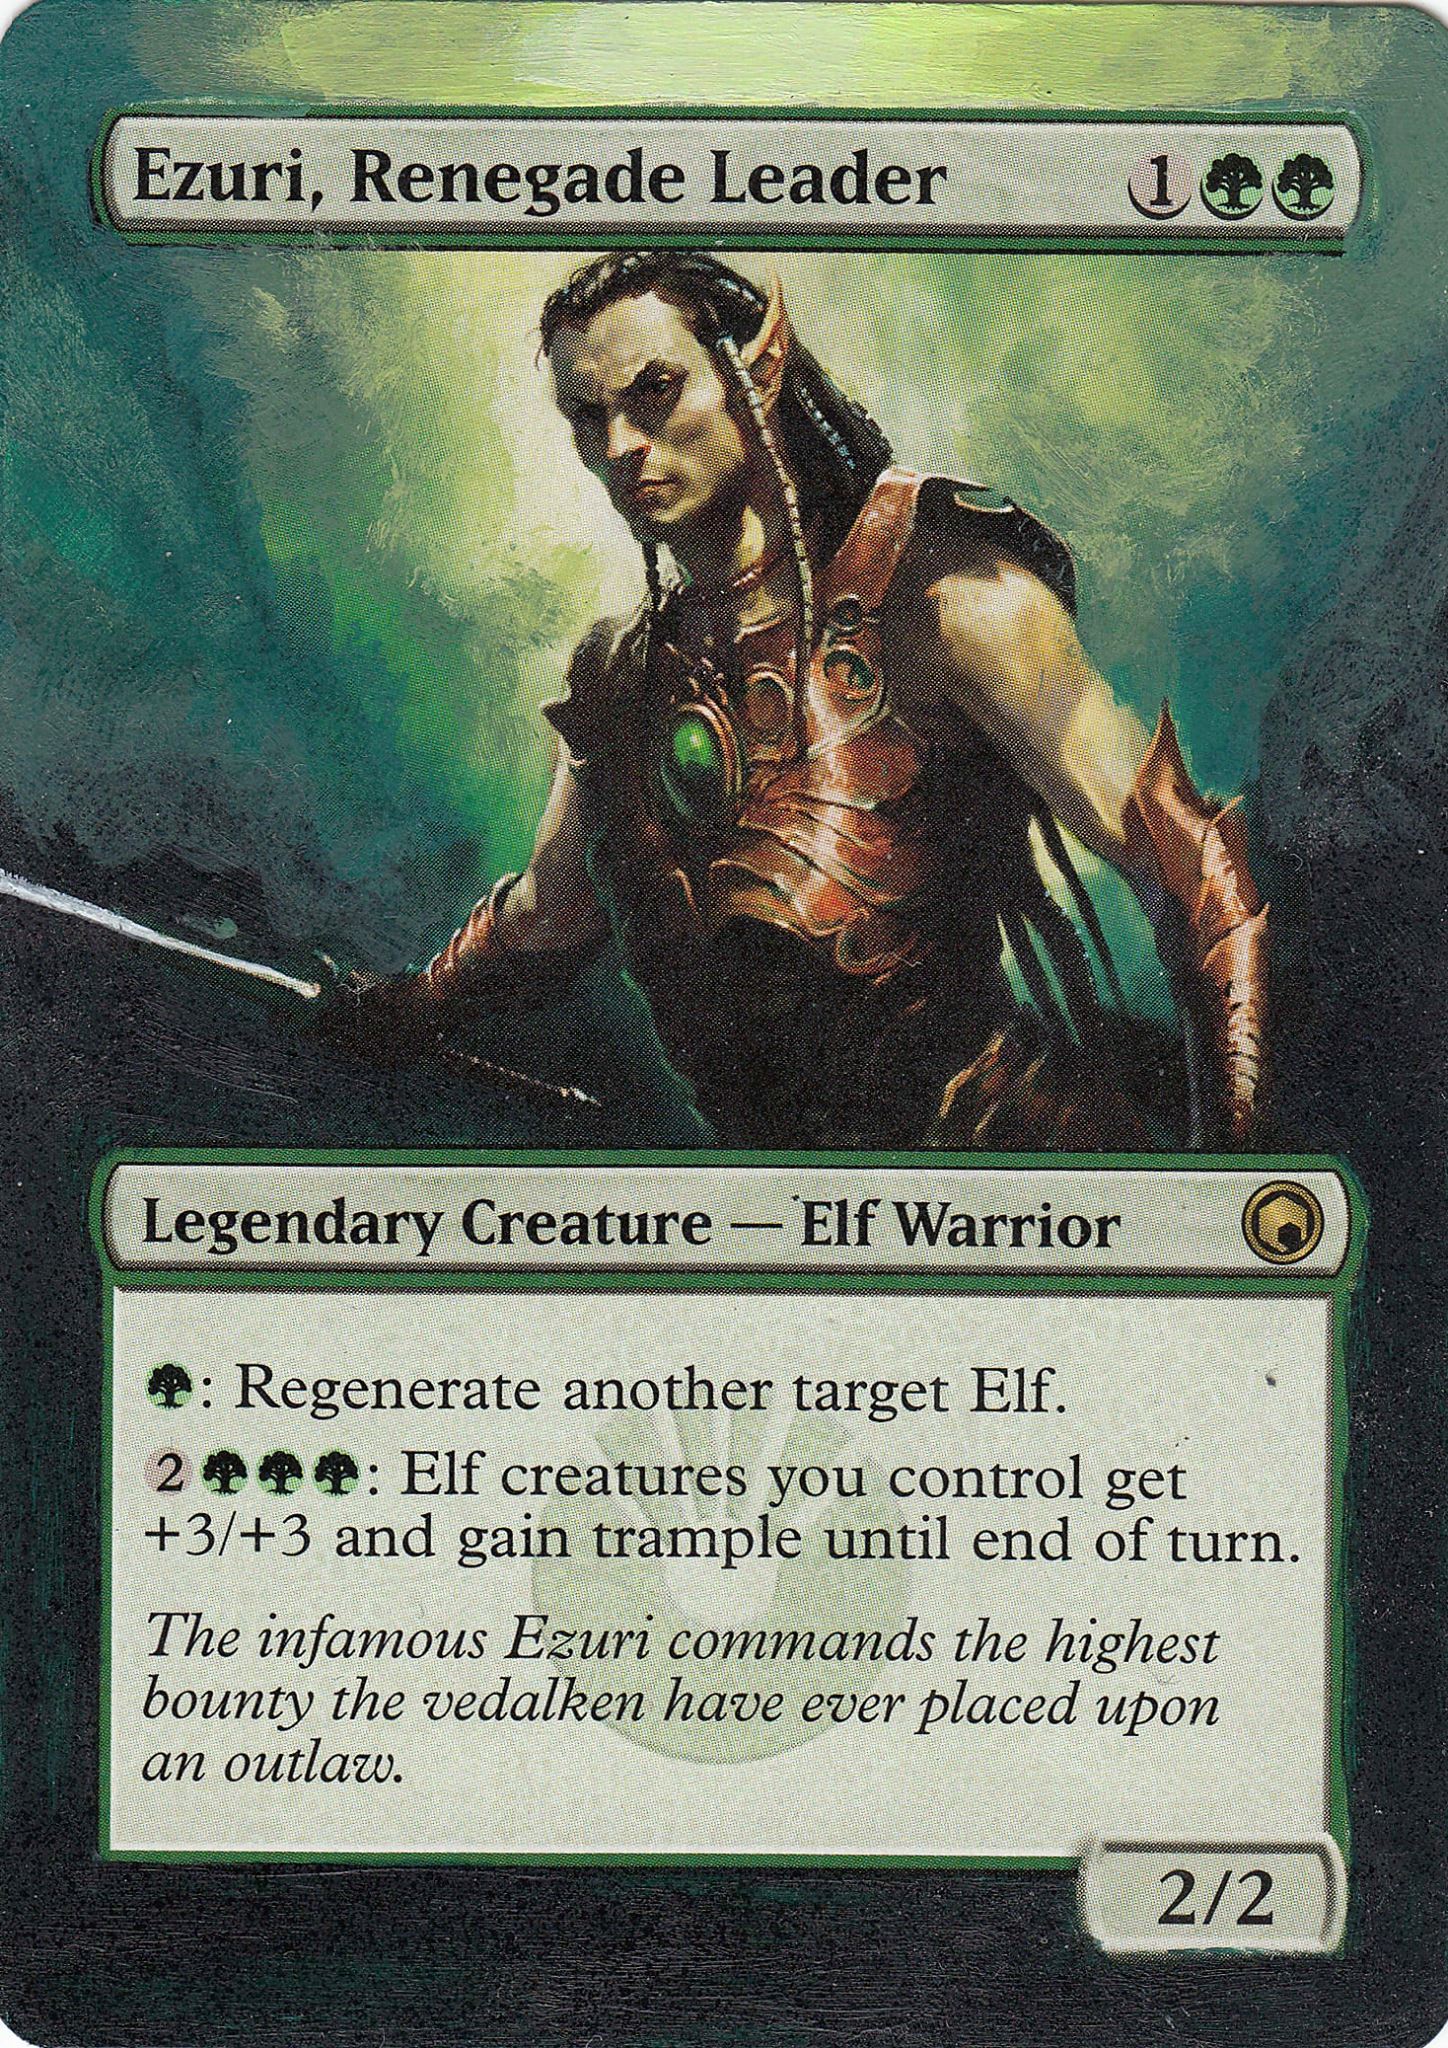 Ezuri, Renegade Leader 1
Legendary Creature — Elf Warrior
: Regenerate another target Elf.
2: Elf creatures you control get
+3/+3 and gain trample until end of turn.
The infamous Ezuri commands the highest
bounty the vedalken have ever placed upon
an outlaw.
2/2